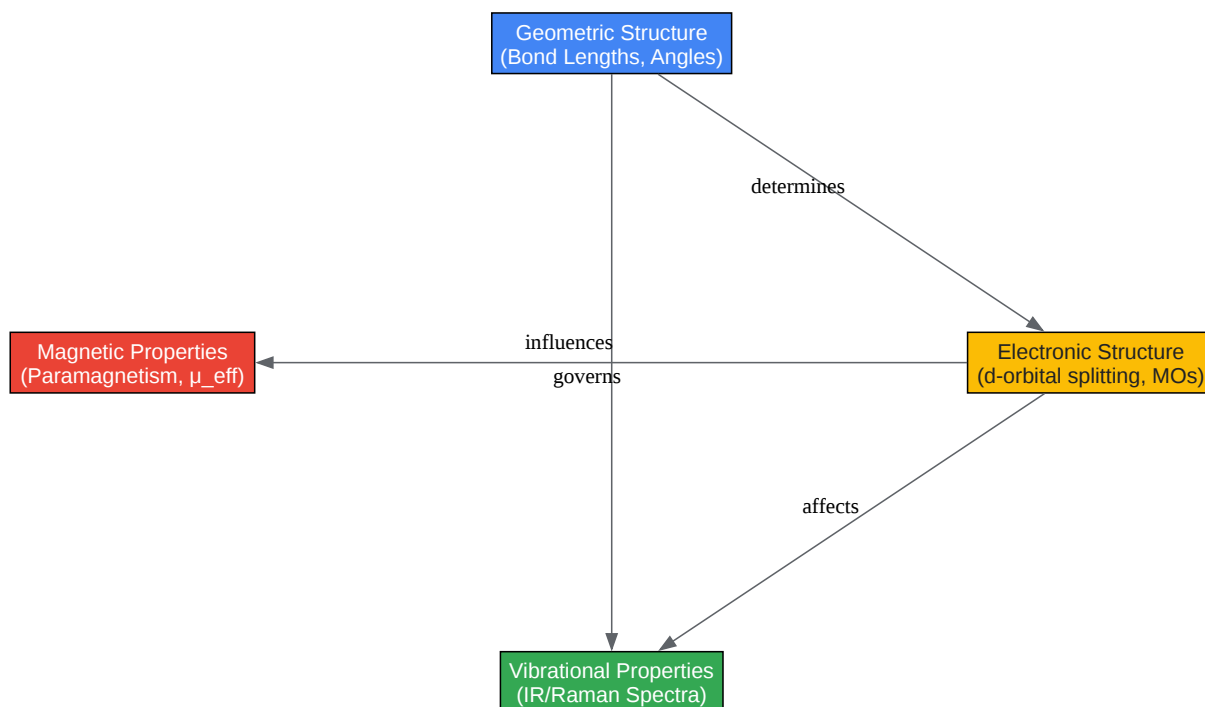 Geometric Structure
(Bond Lengths, Angles)
determines
influences
governs
Magnetic Properties
(Paramagnetism, μ_eff)
Electronic Structure
(d-orbital splitting, MOs)
affects
Vibrational Properties
(IR/Raman Spectra)